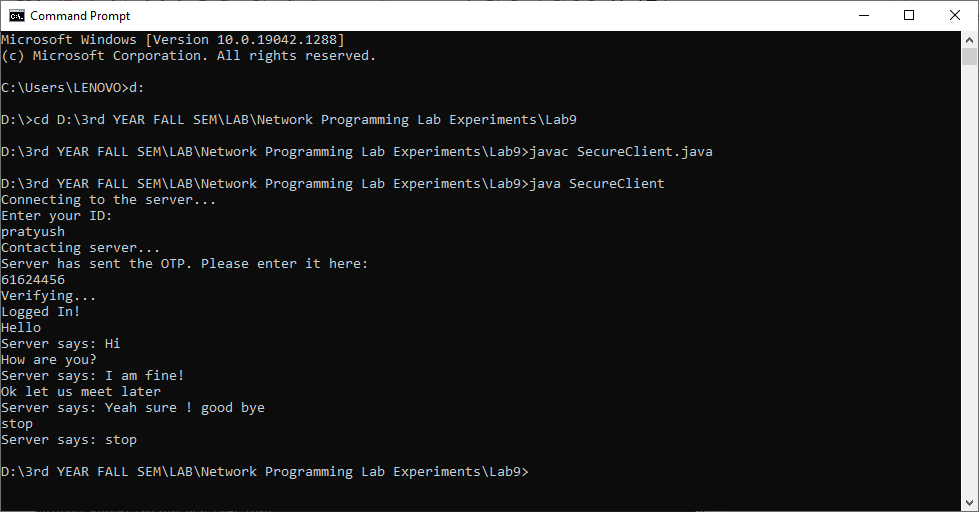 Command Prompt
Microsoft Windows [Version 10.0.19042.1288]
(c) Microsoft Corporation. All rights reserved.
C:\Users\LENOVO>d:
D:\>cd D:\3rd YEAR FALL SEM\LAB\Network Programming Lab Experiments\Lab9
D:\3rd YEAR FALL SEM\LAB\Network Programming Lab Experiments\Lab9>javac SecureClient.java
D:\3rd YEAR FALL SEM\LAB\Network Programming Lab Experiments\Lab9>java SecureClient
Connecting to the server...
Enter your ID:
pratyush
Contacting server...
Server has sent the OTP. Please enter it here:
61624456
Verifying...
Logged In!
Hello
Server says: Hi
How are you?
Server says: I am fine!
Ok let us meet later
Server says: Yeah sure ! good bye
stop
Server says: stop
D:\3rd YEAR FALL SEM\LAB\Network Programming Lab Experiments\Lab9>